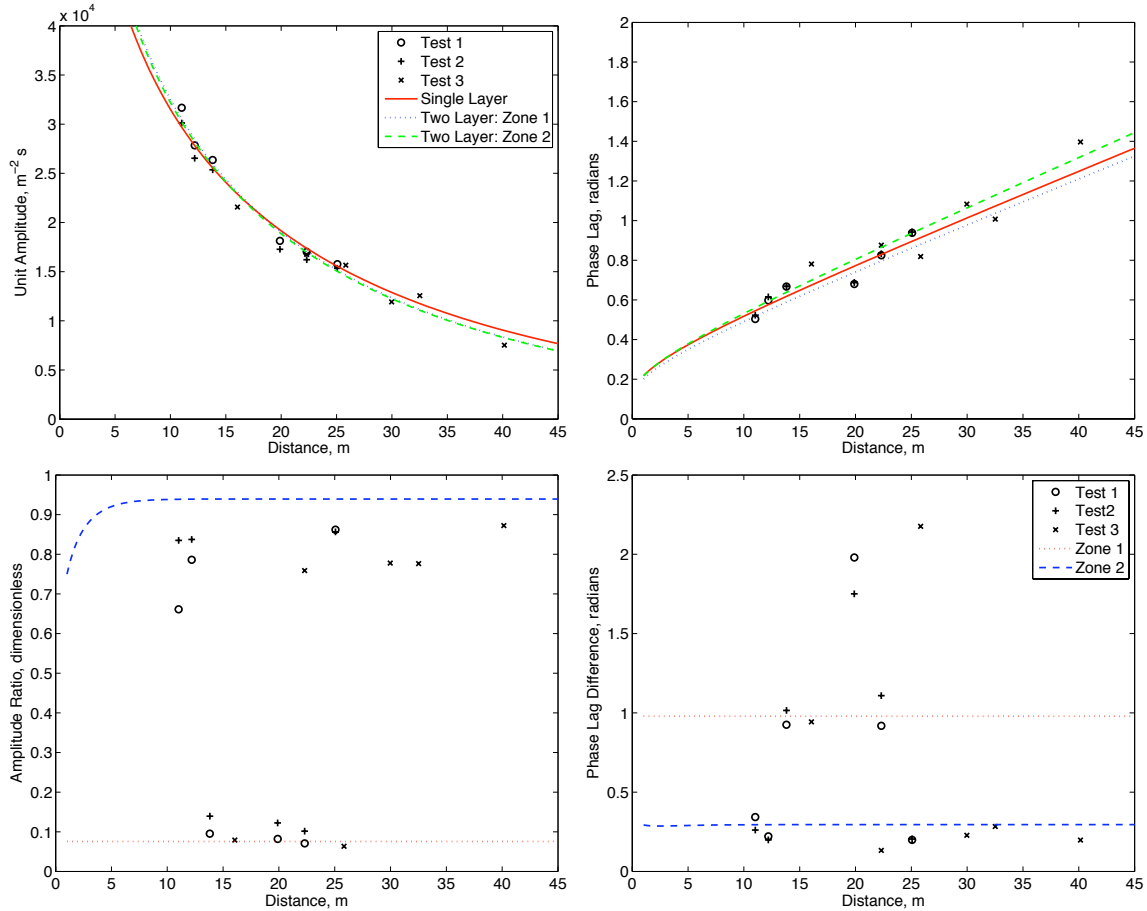 x 10⁴
4
3.5
3
2.5
2
1.5
1
0.5
0
Unit Amplitude, m⁻² s
0 5 10 15 20 25 30 35 40 45
Distance, m
Test 1
Test 2
Test 3
Single Layer
Two Layer: Zone 1
Two Layer: Zone 2
2
1.8
1.6
1.4
1.2
1
0.8
0.6
0.4
0.2
0
Phase Lag, radians
0 5 10 15 20 25 30 35 40 45
Distance, m
1
0.9
0.8
0.7
0.6
0.5
0.4
0.3
0.2
0.1
0
Amplitude Ratio, dimensionless
0 5 10 15 20 25 30 35 40 45
Distance, m
2.5
2
1.5
1
0.5
0
Phase Lag Difference, radians
0 5 10 15 20 25 30 35 40 45
Distance, m
Test 1
Test2
Test 3
Zone 1
Zone 2